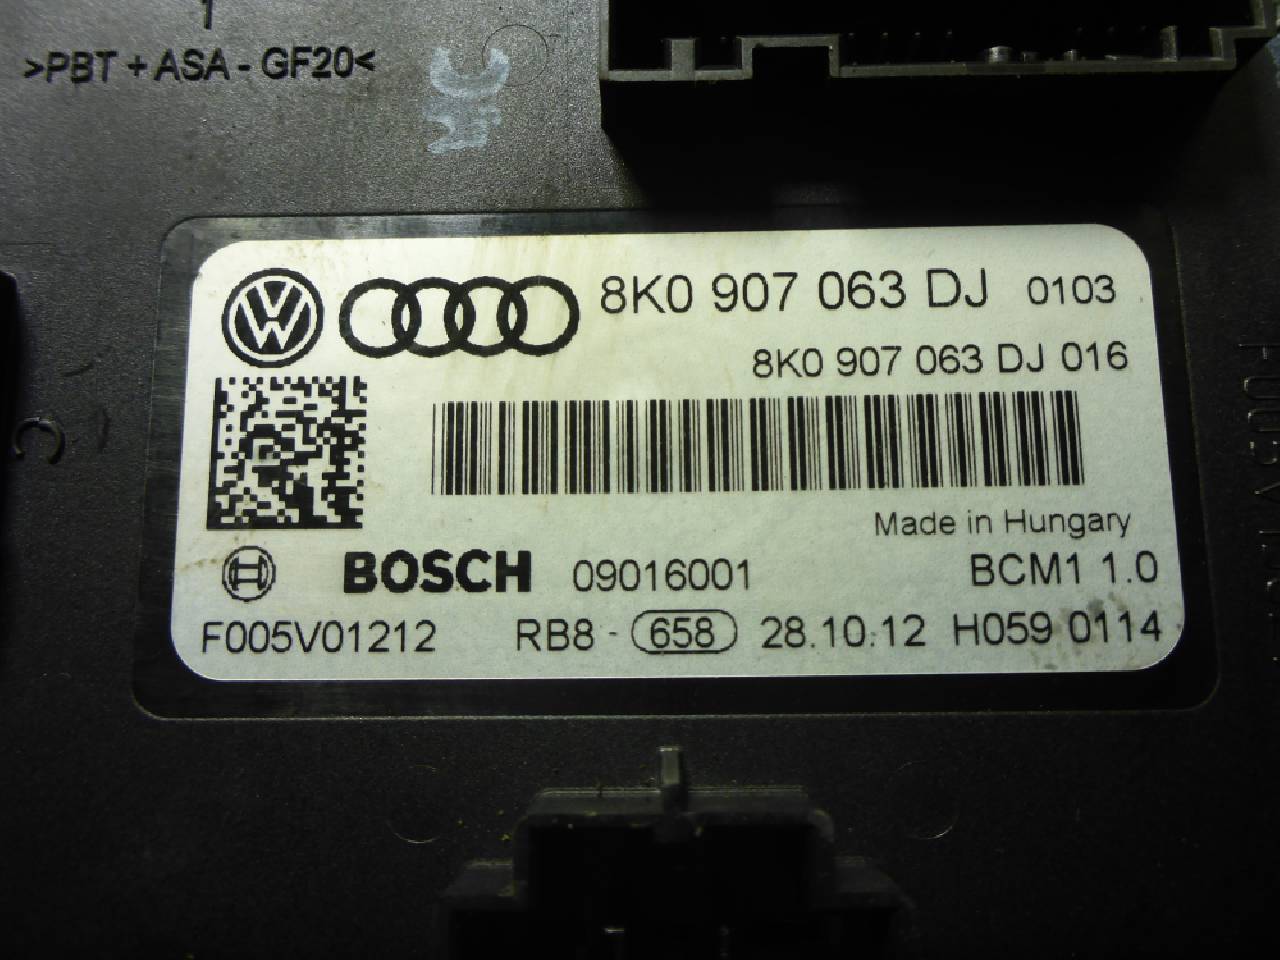 1
>PBT + ASA - GF20<
8K0 907 063 DJ 0103
8K0 907 063 DJ 016
Made in Hungary
BOSCH 09016001 BCM1 1.0
F005V01212 RB8 - 658 28.10.12 H059 0114